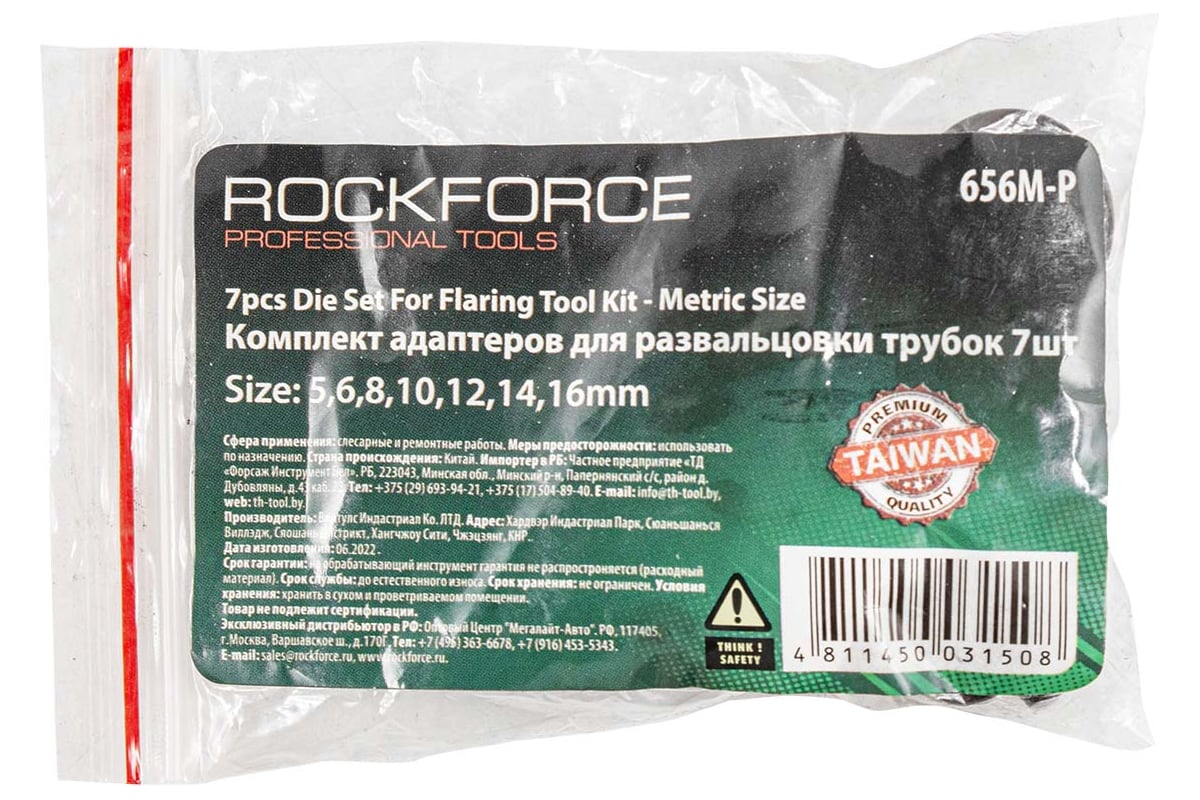 ROCKFORCE
656M-P
PROFESSIONAL TOOLS
7pcs Die Set For Flaring Tool Kit - Metric Size
Комплект адаптеров для развальцовки трубок 7шт
Size: 5,6,8,10,12,14,16mm
PREMIUM
TAIWAN
QUALITY
Сфера применения: слесарные и ремонтные работы. Меры предосторожности: использовать
по назначению. Страна происхождения: Китай. Импортер в РБ: Частное предприятие «ТД
«Форсаж Инструмент Бел». РБ, 223043, Минская обл., Минский р-н, Папернянский с/с, район д.
Дубовляны, д. каб. Тел: +375 (29) 693-94-21, +375 (17) 504-89-40. E-mail: info@th-tool.by,
web: th-tool.by.
Производитель: Индастриал Ко. ЛТД. Адрес: Хардвэр Индастриал Парк, Сюаньшанься
Виллэдж, Сяошань Дистрикт, Хангчжоу Сити, Чжэцзянг, КНР..
Дата изготовления: 06.2022.
Срок гарантии: на обрабатывающий инструмент гарантия не распростроняется (расходный
материал). Срок службы: до естественного износа. Срок хранения: не ограничен. Условия
хранения: хранить в сухом и проветриваемом помещении.
Товар не подлежит сертификации.
Эксклюзивный дистрибьютор в РФ: Оптовый Центр "Мегалайт-Авто". РФ, 117405,
г.Москва, Варшавское ш., д.170Г. Тел: +7 (495) 363-6678, +7 (916) 453-5343.
E-mail: sales@rockforce.ru, www.rockforce.ru.
THINK !
SAFETY
4 811450 031508